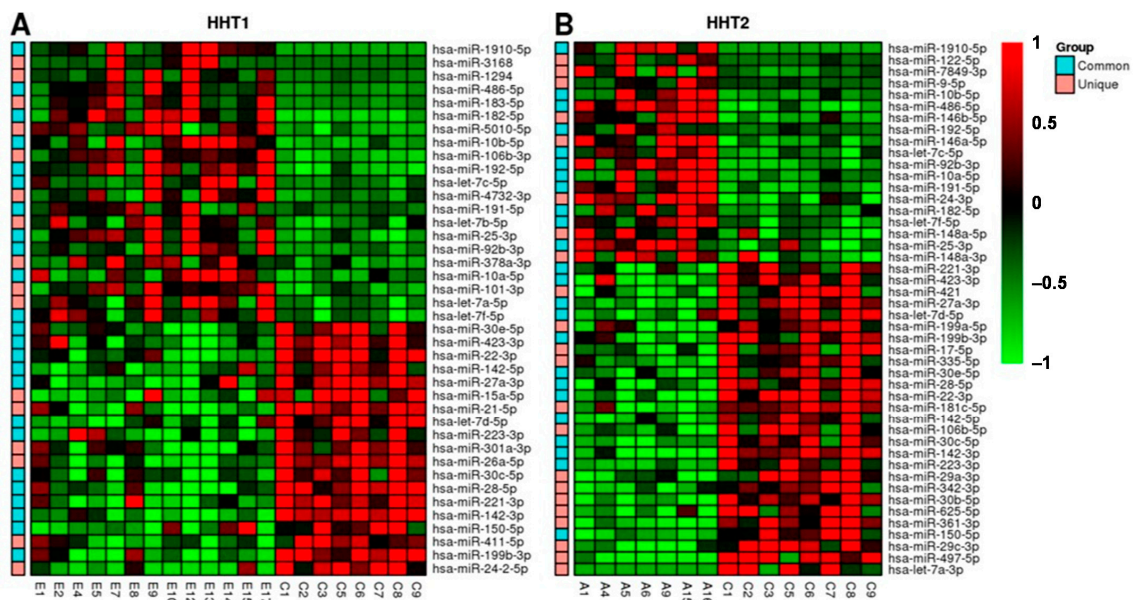 A
HHT1
hsa-miR-1910-5p
hsa-miR-3168
hsa-miR-1294
hsa-miR-486-5p
hsa-miR-183-5p
hsa-miR-182-5p
hsa-miR-5010-5p
hsa-miR-10b-5p
hsa-miR-106b-3p
hsa-miR-192-5p
hsa-let-7c-5p
hsa-miR-4732-3p
hsa-miR-191-5p
hsa-let-7b-5p
hsa-miR-25-3p
hsa-miR-92b-3p
hsa-miR-378a-3p
hsa-miR-10a-5p
hsa-miR-101-3p
hsa-let-7a-5p
hsa-let-7f-5p
hsa-miR-30e-5p
hsa-miR-423-3p
hsa-miR-22-3p
hsa-miR-142-5p
hsa-miR-27a-3p
hsa-miR-15a-5p
hsa-miR-21-5p
hsa-let-7d-5p
hsa-miR-223-3p
hsa-miR-301a-3p
hsa-miR-26a-5p
hsa-miR-30c-5p
hsa-miR-28-5p
hsa-miR-221-3p
hsa-miR-142-3p
hsa-miR-150-5p
hsa-miR-411-5p
hsa-miR-199b-3p
hsa-miR-24-2-5p
E1 E2 E4 E5 E7 E8 E9 C1 C2 C3 C5 C6 C7 C8 C9
B
HHT2
hsa-miR-1910-5p
hsa-miR-122-5p
hsa-miR-7849-3p
hsa-miR-9-5p
hsa-miR-10b-5p
hsa-miR-486-5p
hsa-miR-146b-5p
hsa-miR-192-5p
hsa-miR-146a-5p
hsa-let-7c-5p
hsa-miR-92b-3p
hsa-miR-10a-5p
hsa-miR-191-5p
hsa-miR-24-3p
hsa-miR-182-5p
hsa-let-7f-5p
hsa-miR-148a-5p
hsa-miR-25-3p
hsa-miR-148a-3p
hsa-miR-221-3p
hsa-miR-423-3p
hsa-miR-421
hsa-miR-27a-3p
hsa-let-7d-5p
hsa-miR-199a-5p
hsa-miR-199b-3p
hsa-miR-17-5p
hsa-miR-335-5p
hsa-miR-30e-5p
hsa-miR-28-5p
hsa-miR-22-3p
hsa-miR-181c-5p
hsa-miR-142-5p
hsa-miR-106b-5p
hsa-miR-30c-5p
hsa-miR-142-3p
hsa-miR-223-3p
hsa-miR-29a-3p
hsa-miR-342-3p
hsa-miR-30b-5p
hsa-miR-625-5p
hsa-miR-361-3p
hsa-miR-150-5p
hsa-miR-29c-3p
hsa-miR-497-5p
hsa-let-7a-3p
A1 A4 A5 A6 A9 C1 C2 C3 C5 C6 C7 C8 C9
1
0.5
0
−0.5
−1
Group
Common
Unique